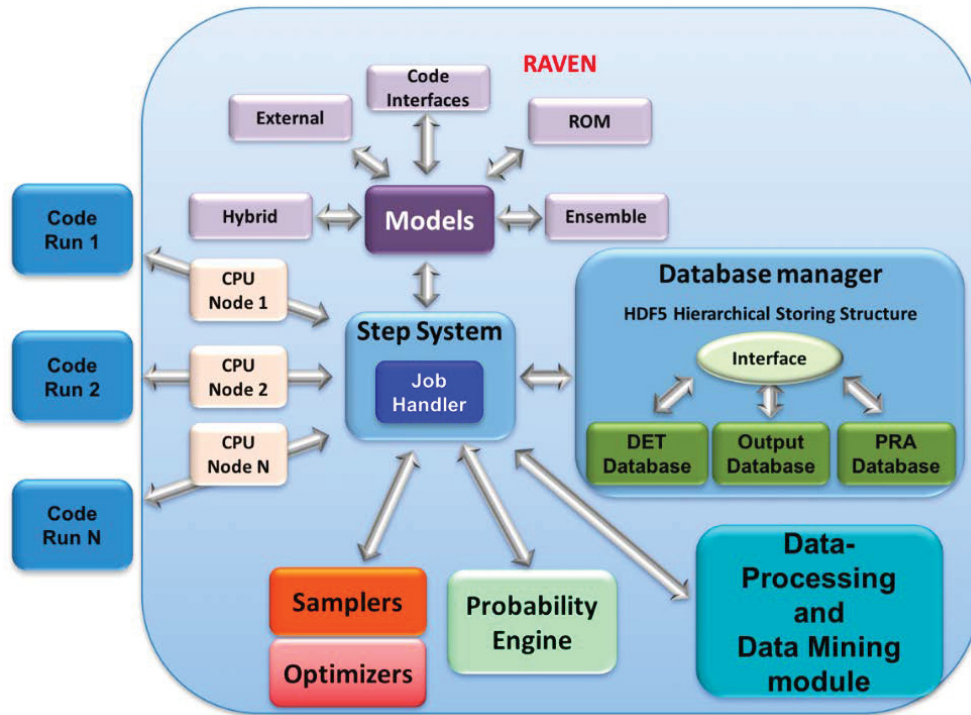 RAVEN
Code
Interfaces
External
ROM
Hybrid
Models
Ensemble
Code
Run 1
CPU
Node 1
Code
Run 2
CPU
Node 2
Code
Run N
CPU
Node N
Step System
Job
Handler
Database manager
HDF5 Hierarchical Storing Structure
Interface
DET
Database
Output
Database
PRA
Database
Samplers
Optimizers
Probability
Engine
Data-
Processing
and
Data Mining
module